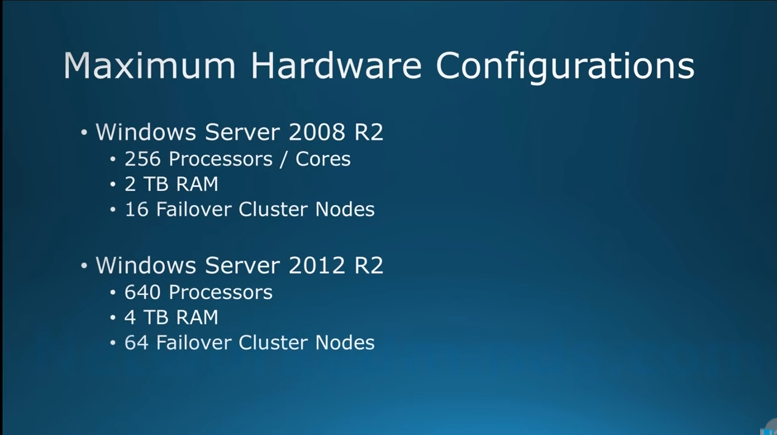 Maximum Hardware Configurations
• Windows Server 2008 R2
• 256 Processors / Cores
• 2 TB RAM
• 16 Failover Cluster Nodes
• Windows Server 2012 R2
• 640 Processors
• 4 TB RAM
• 64 Failover Cluster Nodes